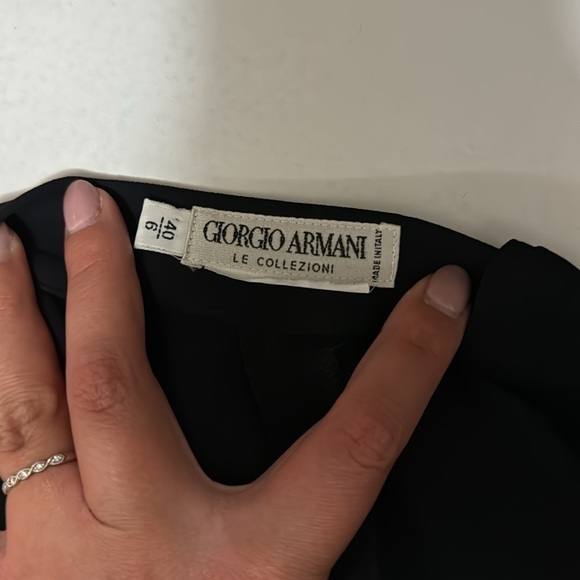 40
6
GIORGIO ARMANI
LE COLLEZIONI
MADE IN ITALY